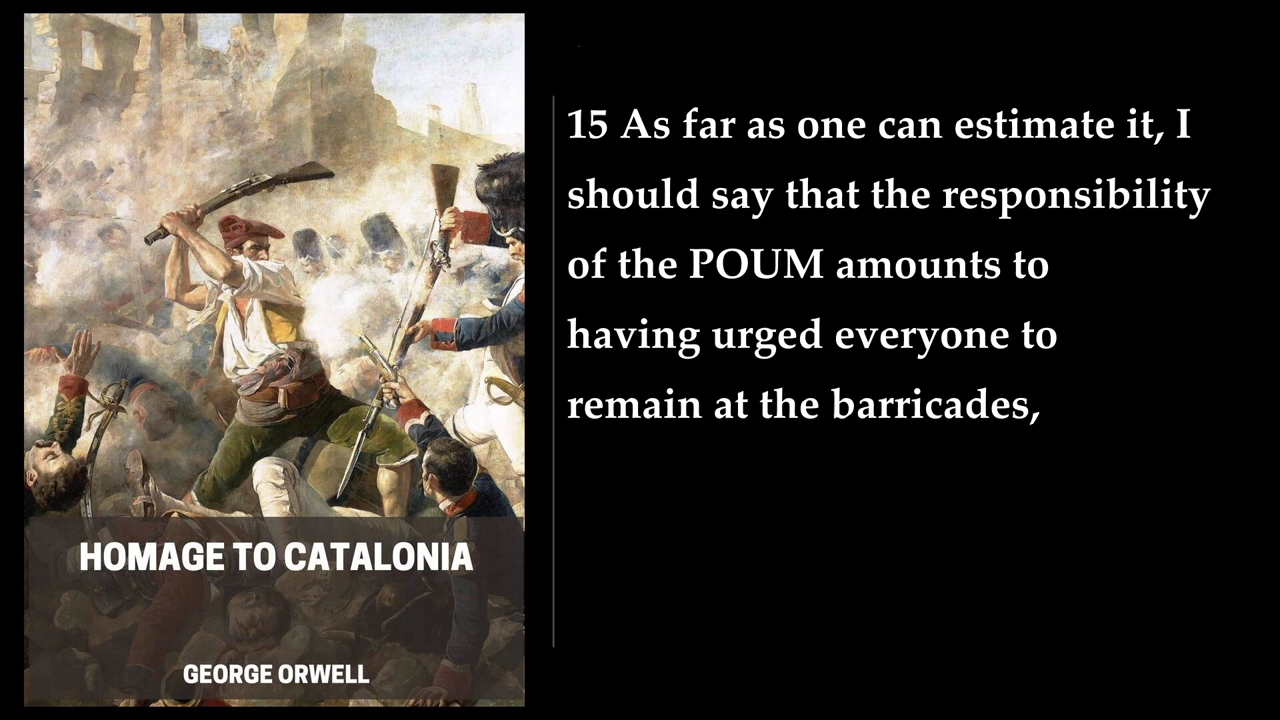 15 As far as one can estimate it, I
should say that the responsibility
of the POUM amounts to
having urged everyone to
remain at the barricades,
HOMAGE TO CATALONIA
GEORGE ORWELL